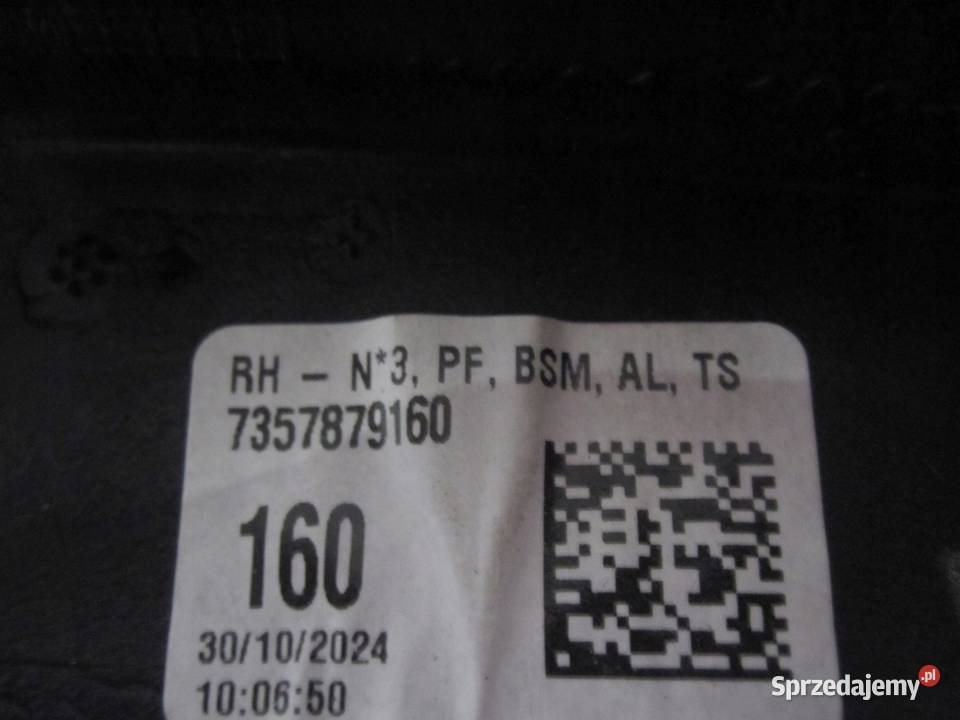 RH - N*3, PF, BSM, AL, TS
7357879160
160
30/10/2024
10:06:50
Sprzedajemy.pl